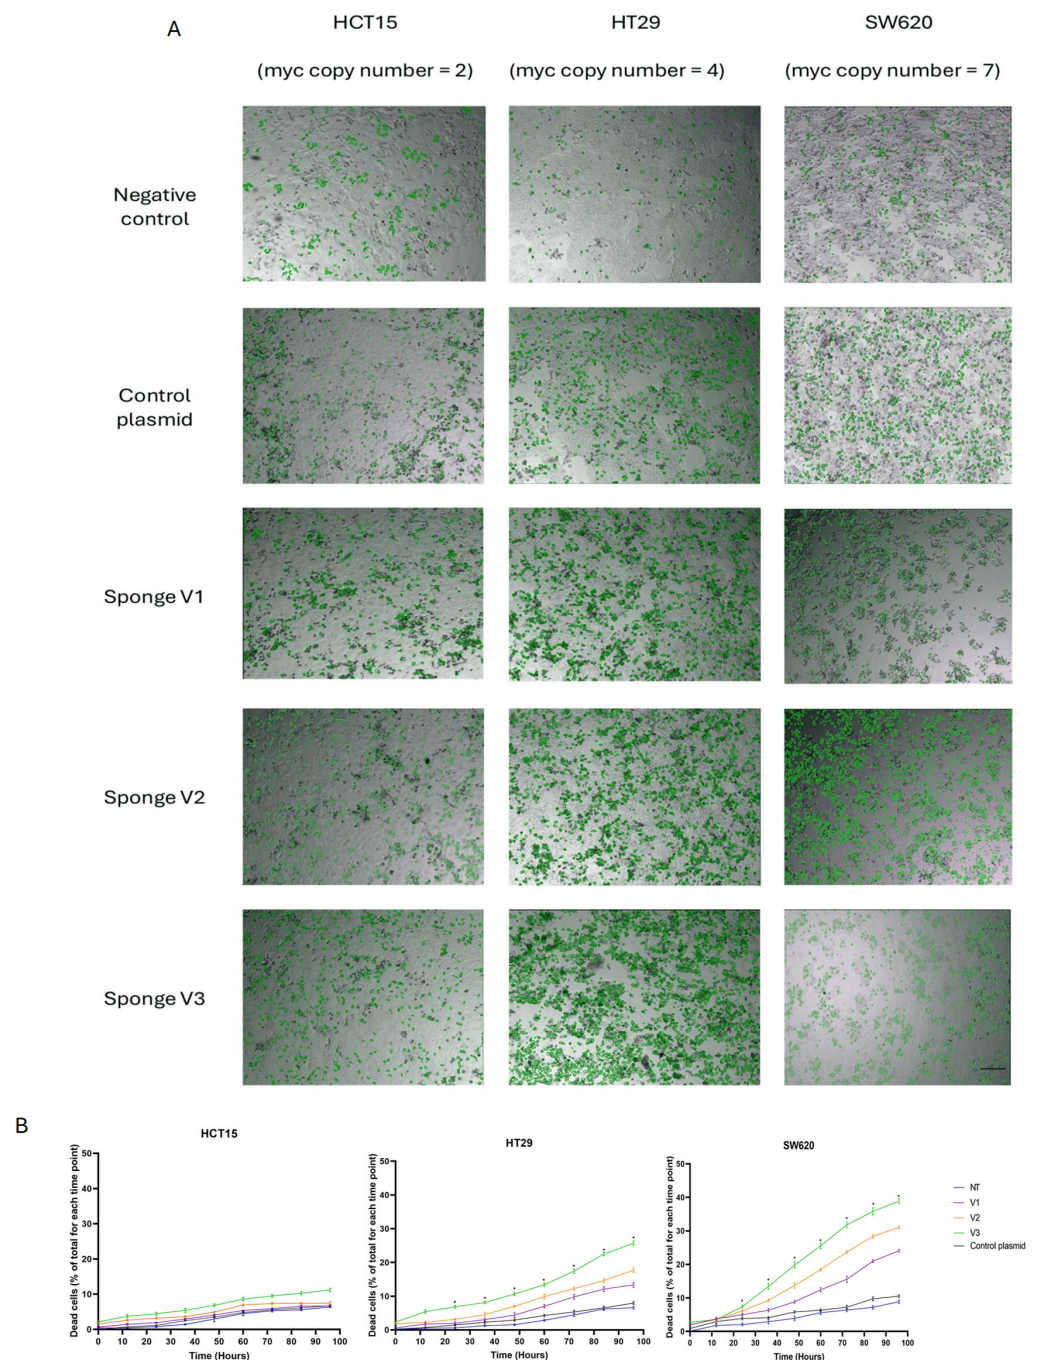 A
HCT15
HT29
SW620
(myc copy number = 2)
(myc copy number = 4)
(myc copy number = 7)
Negative
control
Control
plasmid
Sponge V1
Sponge V2
Sponge V3
B
HCT15
Dead cells (% of total for each time point)
50
40
30
20
10
0
0 10 20 30 40 50 60 70 80 90 100
Time (Hours)
HT29
Dead cells (% of total for each time point)
50
40
30
20
10
0
0 10 20 30 40 50 60 70 80 90 100
Time (Hours)
SW620
Dead cells (% of total for each time point)
50
40
30
20
10
0
0 10 20 30 40 50 60 70 80 90 100
Time (Hours)
NT
V1
V2
V3
Control plasmid